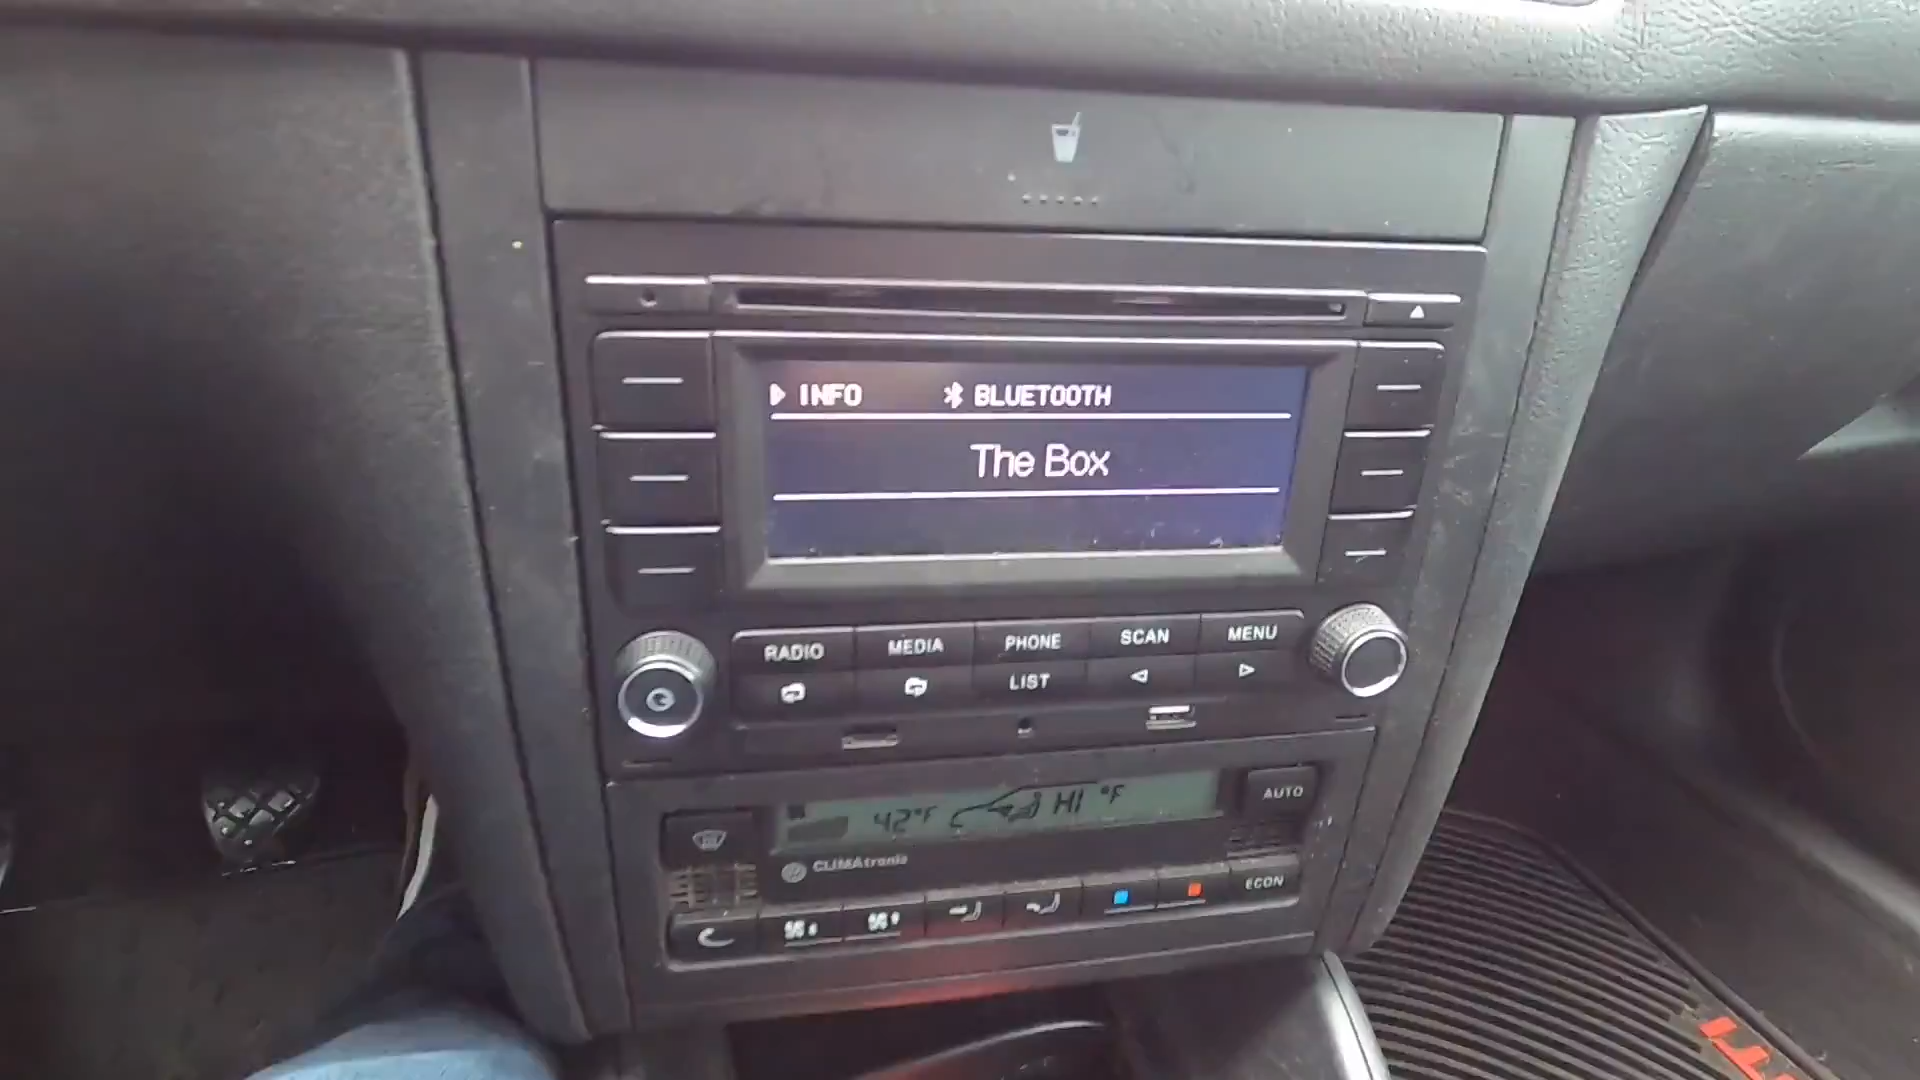 INFO BLUETOOTH
The Box
RADIO MEDIA PHONE SCAN MENU
LIST
42°F HI °F
AUTO
CLIMAtronic
ECON